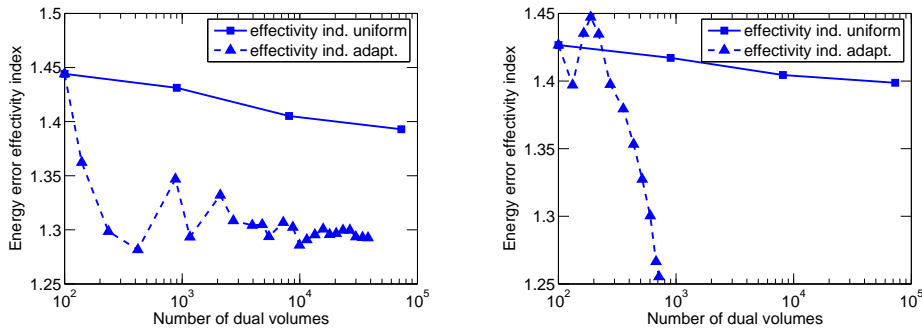 1.5
1.45
1.4
1.35
1.3
1.25
Energy error effectivity index
effectivity ind. uniform
effectivity ind. adapt.
10^2 10^3 10^4 10^5
Number of dual volumes
1.45
1.4
1.35
1.3
1.25
Energy error effectivity index
effectivity ind. uniform
effectivity ind. adapt.
10^2 10^3 10^4 10^5
Number of dual volumes